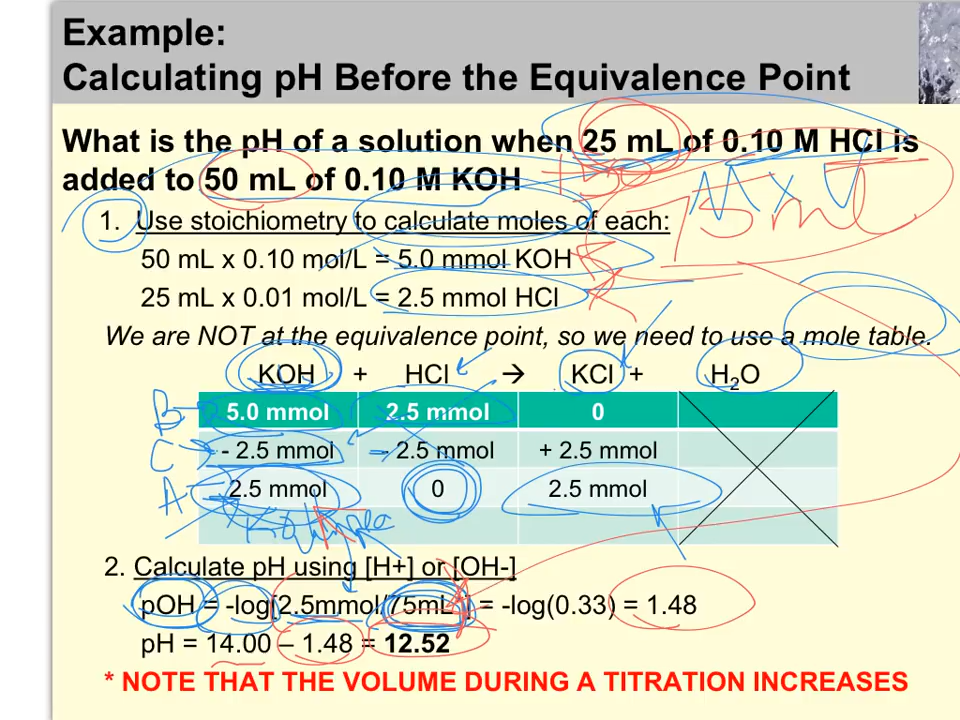 Example:
Calculating pH Before the Equivalence Point
What is the pH of a solution when 25 mL of 0.10 M HCl is
added to 50 mL of 0.10 M KOH
M x V
75 ml
1. Use stoichiometry to calculate moles of each:
50 mL x 0.10 mol/L = 5.0 mmol KOH
25 mL x 0.01 mol/L = 2.5 mmol HCl
We are NOT at the equivalence point, so we need to use a mole table.
KOH + HCl → KCl + H₂O
B 5.0 mmol 2.5 mmol 0
C - 2.5 mmol - 2.5 mmol + 2.5 mmol
A 2.5 mmol 0 2.5 mmol
2. Calculate pH using [H+] or [OH-]
pOH = -log[2.5mmol/75mL] = -log(0.33) = 1.48
pH = 14.00 – 1.48 = 12.52
* NOTE THAT THE VOLUME DURING A TITRATION INCREASES